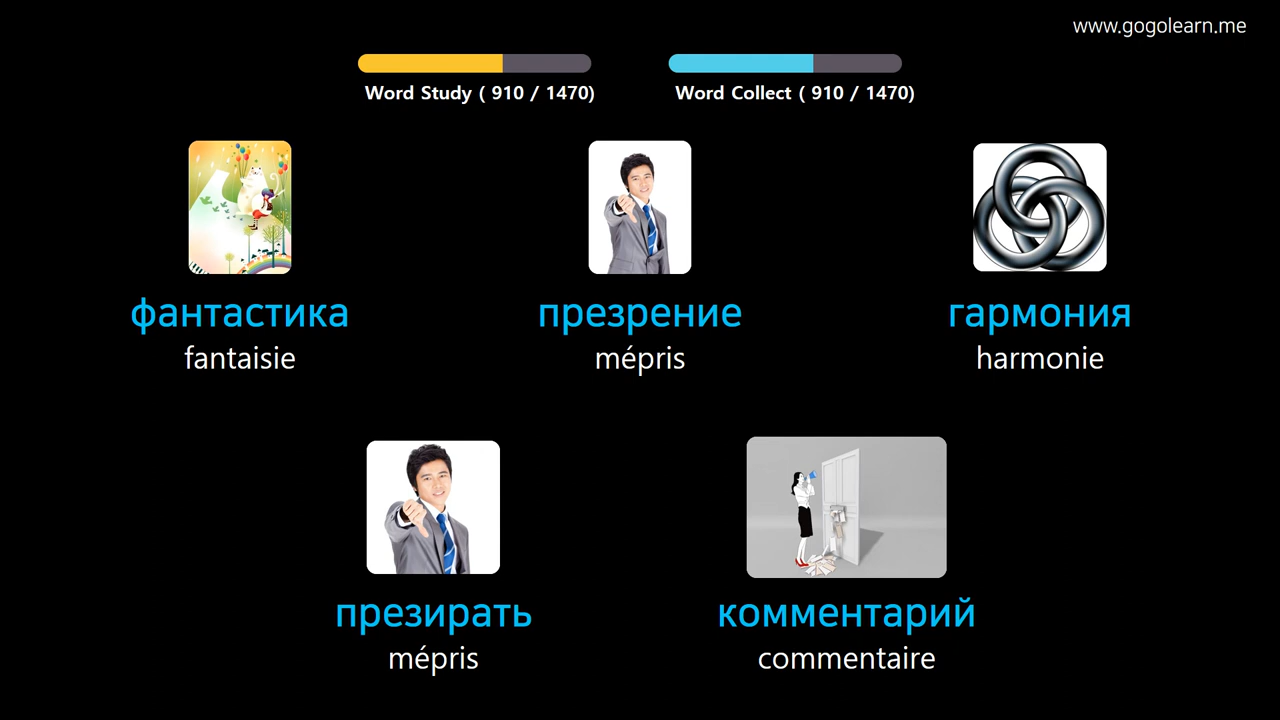 www.gogolearn.me
Word Study ( 910 / 1470)
Word Collect ( 910 / 1470)
фантастика
fantaisie
презрение
mépris
гармония
harmonie
презирать
mépris
комментарий
commentaire